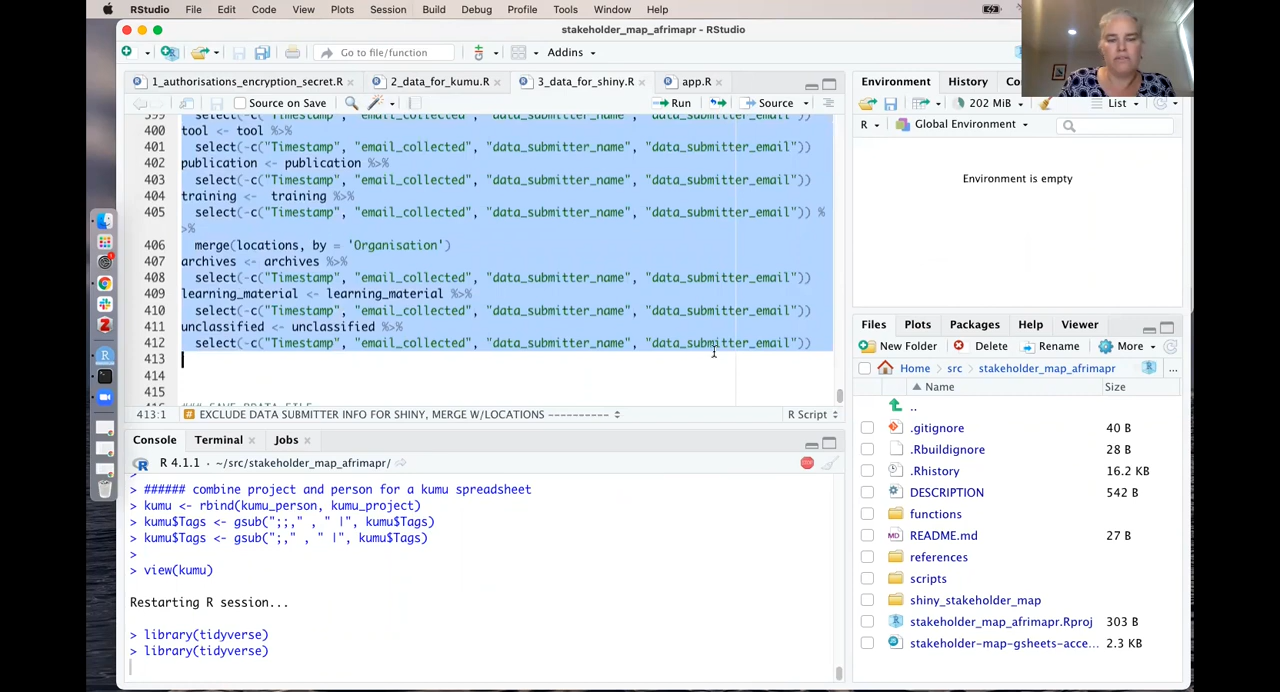 RStudio File Edit Code View Plots Session Build Debug Profile Tools Window Help
stakeholder_map_afrimapr - RStudio
Go to file/function Addins
1_authorisations_encryption_secret.R 2_data_for_kumu.R 3_data_for_shiny.R app.R
Source on Save Run Source
399 select(-c("Timestamp", "email_collected", "data_submitter_name", "data_submitter_email"))
400 tool <- tool %>%
401 select(-c("Timestamp", "email_collected", "data_submitter_name", "data_submitter_email"))
402 publication <- publication %>%
403 select(-c("Timestamp", "email_collected", "data_submitter_name", "data_submitter_email"))
404 training <- training %>%
405 select(-c("Timestamp", "email_collected", "data_submitter_name", "data_submitter_email")) %
>%
406 merge(locations, by = 'Organisation')
407 archives <- archives %>%
408 select(-c("Timestamp", "email_collected", "data_submitter_name", "data_submitter_email"))
409 learning_material <- learning_material %>%
410 select(-c("Timestamp", "email_collected", "data_submitter_name", "data_submitter_email"))
411 unclassified <- unclassified %>%
412 select(-c("Timestamp", "email_collected", "data_submitter_name", "data_submitter_email"))
413
414
415
413:1 # EXCLUDE DATA SUBMITTER INFO FOR SHINY, MERGE W/LOCATIONS ---------- R Script
Console Terminal Jobs
R 4.1.1 · ~/src/stakeholder_map_afrimapr/
>
> ###### combine project and person for a kumu spreadsheet
> kumu <- rbind(kumu_person, kumu_project)
> kumu$Tags <- gsub(";;," , " |", kumu$Tags)
> kumu$Tags <- gsub(";;" , " |", kumu$Tags)
>
> view(kumu)
Restarting R session...
> library(tidyverse)
> library(tidyverse)
Environment History
202 MiB List
R Global Environment
Environment is empty
Files Plots Packages Help Viewer
New Folder Delete Rename More
Home > src > stakeholder_map_afrimapr ...
Name Size
..
.gitignore 40 B
.Rbuildignore 28 B
.Rhistory 16.2 KB
DESCRIPTION 542 B
functions
README.md 27 B
references
scripts
shiny_stakeholder_map
stakeholder_map_afrimapr.Rproj 303 B
stakeholder-map-gsheets-acce... 2.3 KB